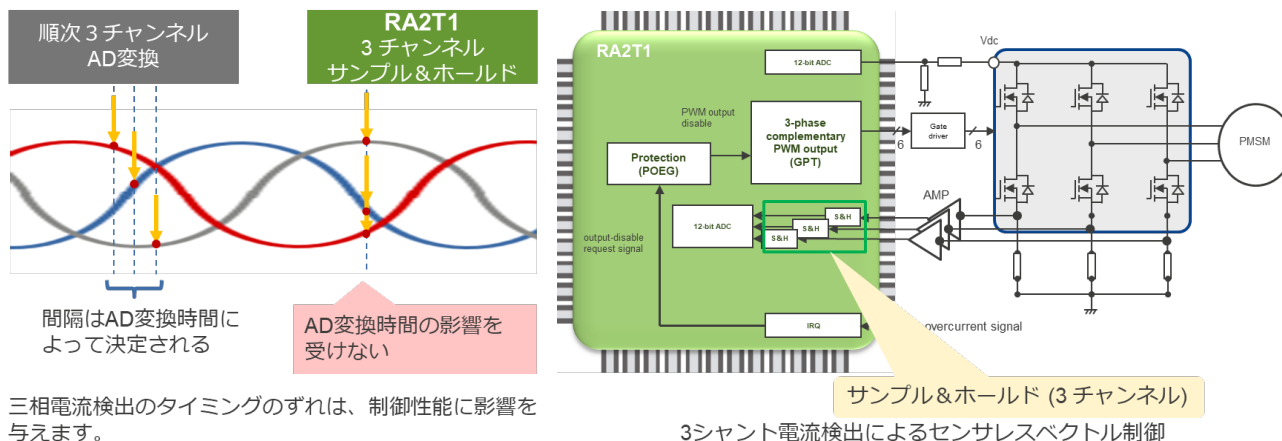 順次３チャンネル
AD変換
RA2T1
３チャンネル
サンプル＆ホールド
間隔はAD変換時間に
よって決定される
AD変換時間の影響を
受けない
三相電流検出のタイミングのずれは、制御性能に影響を
与えます。
RA2T1
12-bit ADC
Vdc
PWM output
disable
3-phase
complementary
PWM output
(GPT)
6
Gate
driver
6
PMSM
Protection
(POEG)
AMP
S&H
S&H
S&H
12-bit ADC
output-disable
request signal
IRQ
overcurrent signal
サンプル＆ホールド (３チャンネル)
3シャント電流検出によるセンサレスベクトル制御